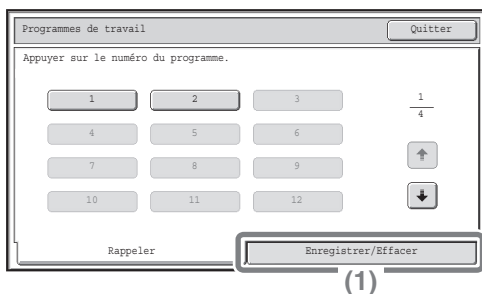 Programmes de travail Quitter
Appuyer sur le numéro du programme.
1 2 3
4 5 6
7 8 9
10 11 12
1
4
Rappeler Enregistrer/Effacer
(1)